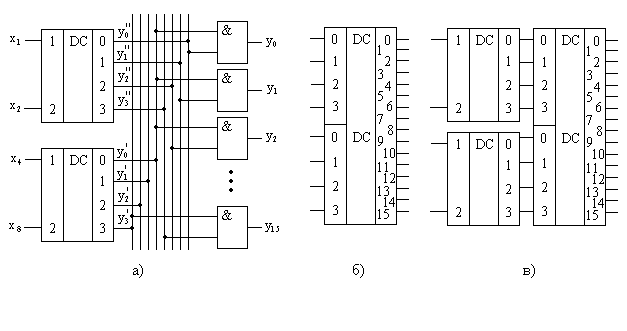 x₁ 1 DC 0 y₀''
1 y₁''
2 y₂''
x₂ 2 3 y₃''
x₄ 1 DC 0 y₀'
1 y₁'
2 y₂'
x₈ 2 3 y₃'
& y₀
& y₁
& y₂
& y₁₅
а)
0 DC 0
1 1
2 2
3 3
0 DC 4
1 5
2 6
3 7
8
9
10
11
12
13
14
15
б)
1 DC 0
1
2
2 3
1 DC 0
1
2
2 3
0 DC 0
1 1
2 2
3 3
0 DC 4
1 5
2 6
3 7
8
9
10
11
12
13
14
15
в)